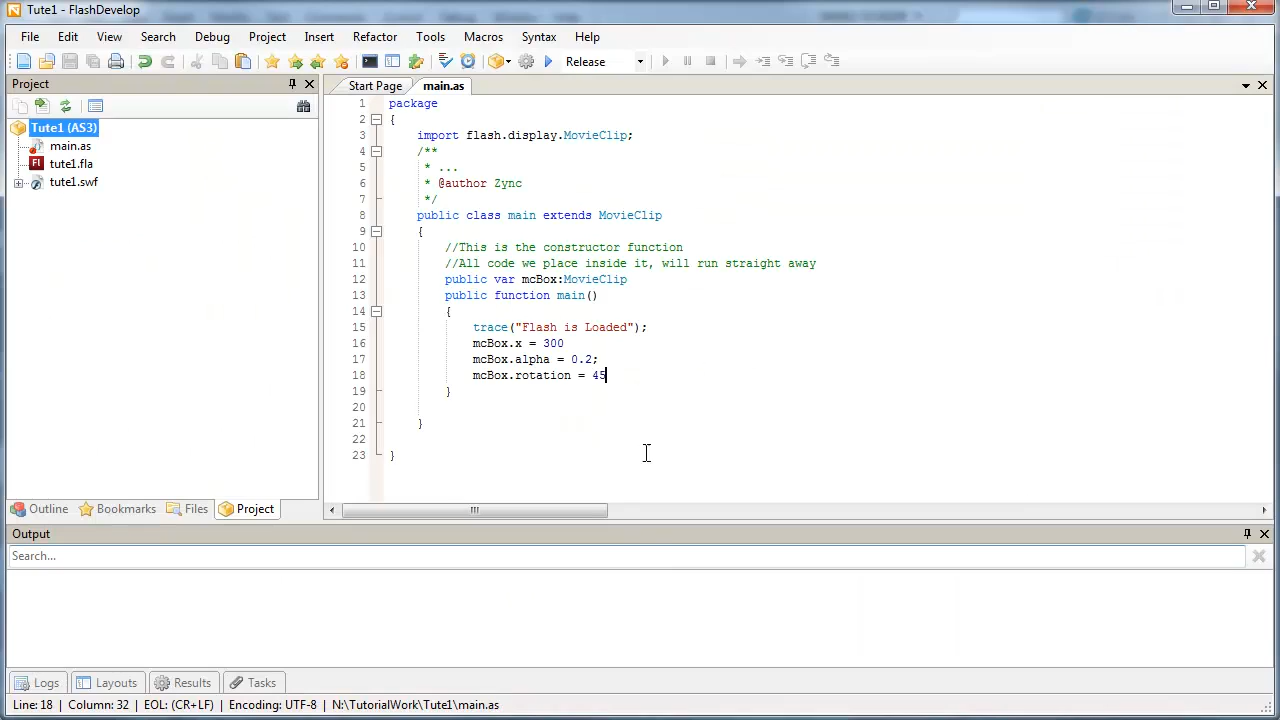 Tute1 - FlashDevelop
File Edit View Search Debug Project Insert Refactor Tools Macros Syntax Help
Release
Project
Start Page main.as
Tute1 (AS3)
main.as
tute1.fla
tute1.swf
1 package
2 {
3 import flash.display.MovieClip;
4 /**
5 * ...
6 * @author Zync
7 */
8 public class main extends MovieClip
9 {
10 //This is the constructor function
11 //All code we place inside it, will run straight away
12 public var mcBox:MovieClip
13 public function main()
14 {
15 trace("Flash is Loaded");
16 mcBox.x = 300
17 mcBox.alpha = 0.2;
18 mcBox.rotation = 45
19 }
20
21 }
22
23 }
Outline Bookmarks Files Project
Output
Search...
Logs Layouts Results Tasks
Line: 18 | Column: 32 | EOL: (CR+LF) | Encoding: UTF-8 | N:\TutorialWork\Tute1\main.as